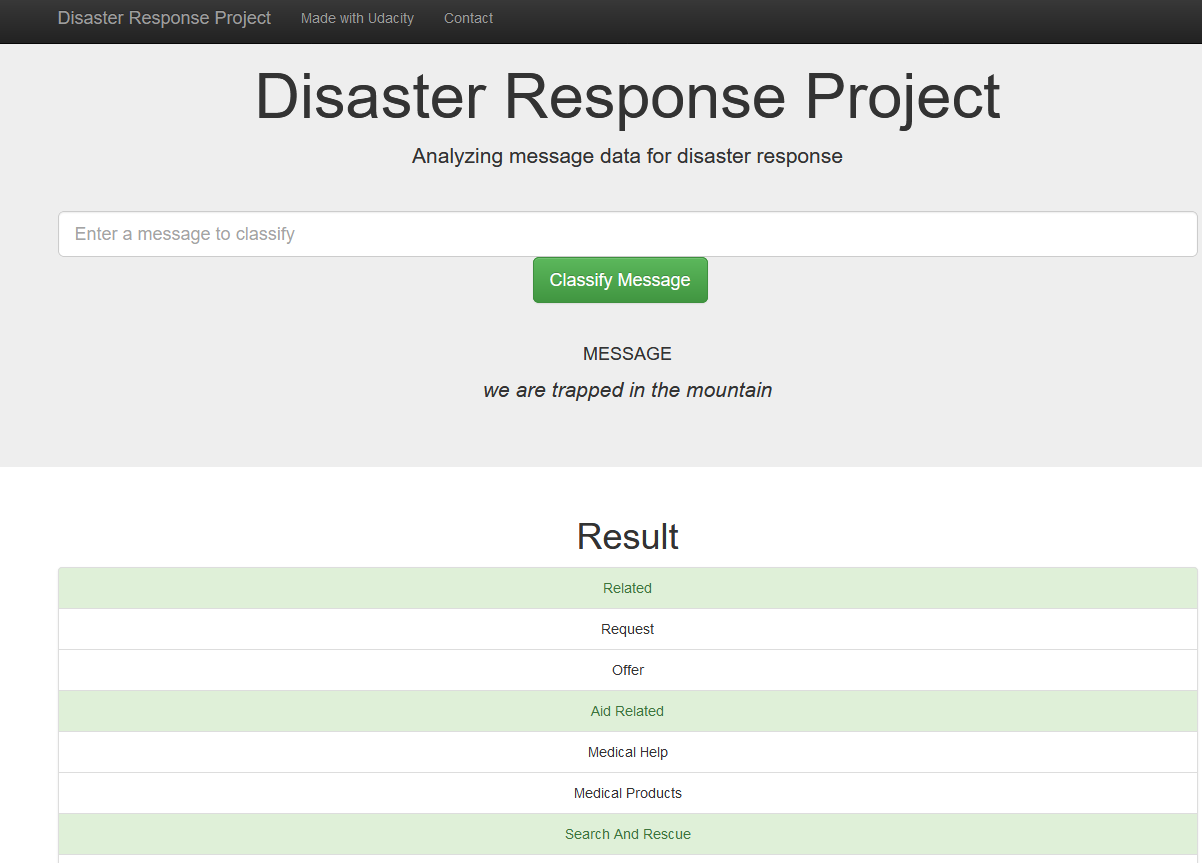 Disaster Response Project Made with Udacity Contact
Disaster Response Project
Analyzing message data for disaster response
Enter a message to classify
Classify Message
MESSAGE
we are trapped in the mountain
Result
Related
Request
Offer
Aid Related
Medical Help
Medical Products
Search And Rescue